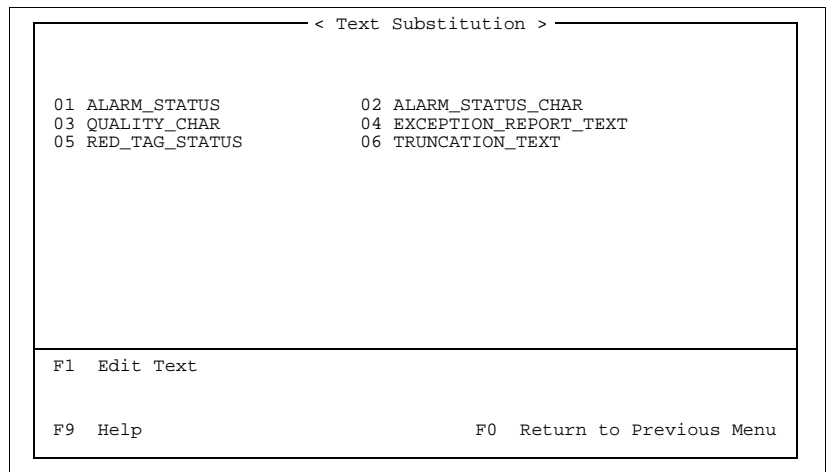 < Text Substitution >
01 ALARM_STATUS 02 ALARM_STATUS_CHAR
03 QUALITY_CHAR 04 EXCEPTION_REPORT_TEXT
05 RED_TAG_STATUS 06 TRUNCATION_TEXT
F1 Edit Text
F9 Help F0 Return to Previous Menu